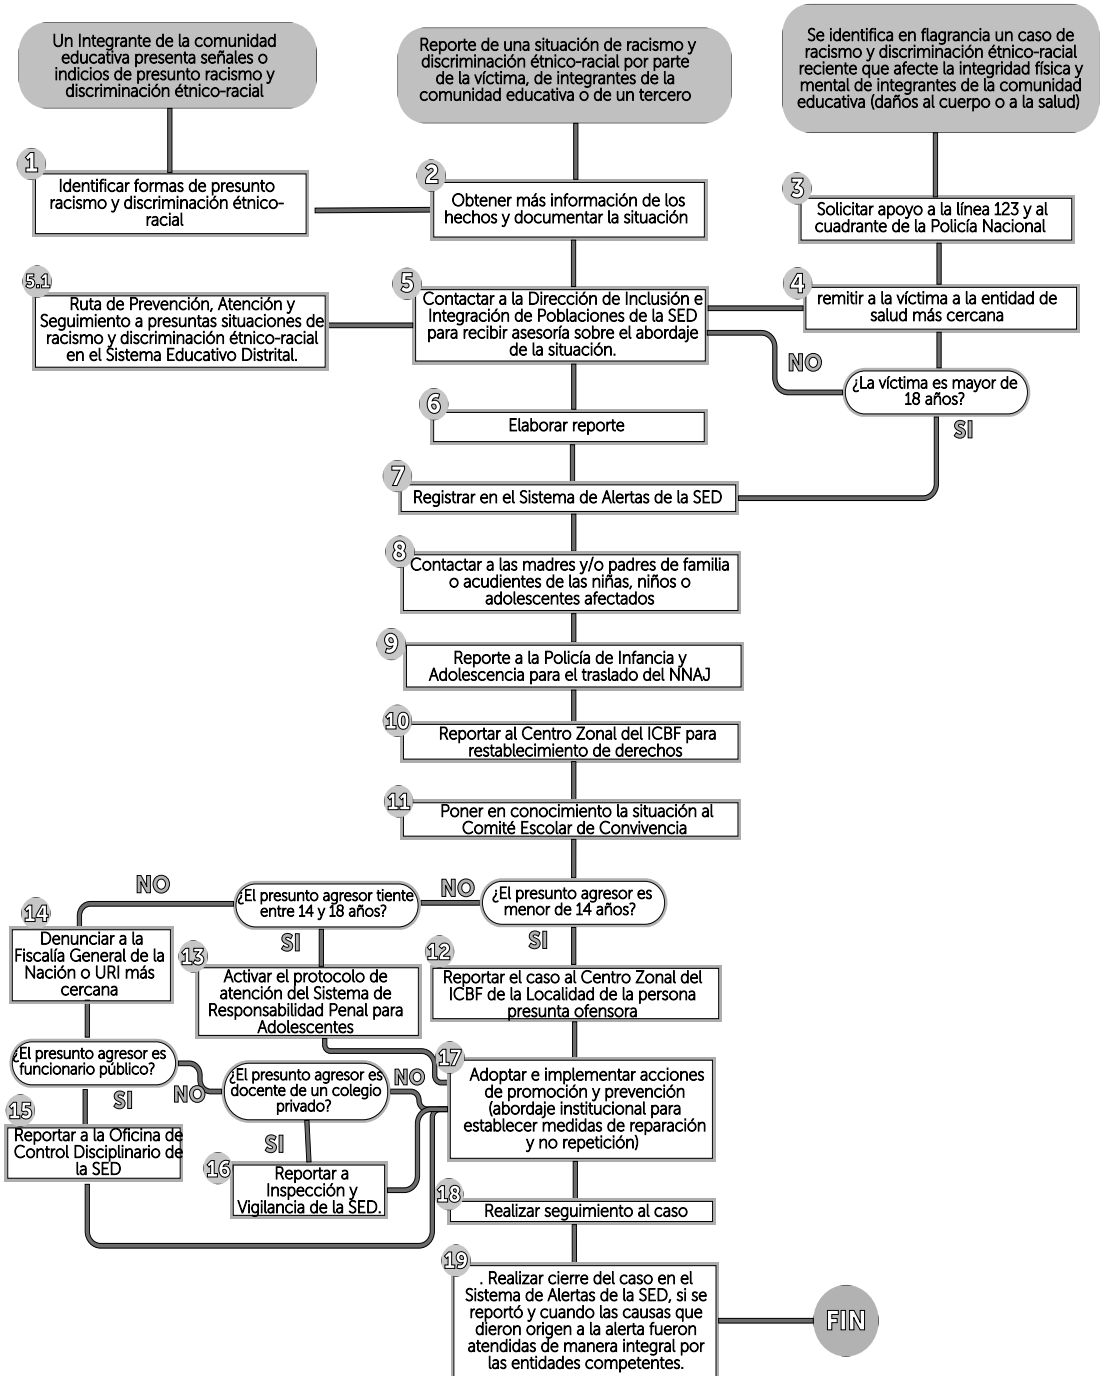 Un Integrante de la comunidad
educativa presenta señales o
indicios de presunto racismo y
discriminación étnico-racial
Reporte de una situación de racismo y
discriminación étnico-racial por parte
de la víctima, de integrantes de la
comunidad educativa o de un tercero
Se identifica en flagrancia un caso de
racismo y discriminación étnico-racial
reciente que afecte la integridad física y
mental de integrantes de la comunidad
educativa (daños al cuerpo o a la salud)
1
Identificar formas de presunto
racismo y discriminación étnico-
racial
2
Obtener más información de los
hechos y documentar la situación
3
Solicitar apoyo a la línea 123 y al
cuadrante de la Policía Nacional
5.1
Ruta de Prevención, Atención y
Seguimiento a presuntas situaciones de
racismo y discriminación étnico-racial
en el Sistema Educativo Distrital.
5
Contactar a la Dirección de Inclusión e
Integración de Poblaciones de la SED
para recibir asesoría sobre el abordaje
de la situación.
4
remitir a la víctima a la entidad de
salud más cercana
NO
¿La víctima es mayor de
18 años?
SI
6
Elaborar reporte
7
Registrar en el Sistema de Alertas de la SED
8
Contactar a las madres y/o padres de familia
o acudientes de las niñas, niños o
adolescentes afectados
9
Reporte a la Policía de Infancia y
Adolescencia para el traslado del NNAJ
10
Reportar al Centro Zonal del ICBF para
restablecimiento de derechos
11
Poner en conocimiento la situación al
Comité Escolar de Convivencia
NO
¿El presunto agresor tiente
entre 14 y 18 años?
NO
¿El presunto agresor es
menor de 14 años?
SI
SI
14
Denunciar a la
Fiscalía General de la
Nación o URI más
cercana
13
Activar el protocolo de
atención del Sistema de
Responsabilidad Penal para
Adolescentes
12
Reportar el caso al Centro Zonal del
ICBF de la Localidad de la persona
presunta ofensora
¿El presunto agresor es
funcionario público?
SI
NO
¿El presunto agresor es
docente de un colegio
privado?
NO
SI
17
Adoptar e implementar acciones
de promoción y prevención
(abordaje institucional para
establecer medidas de reparación
y no repetición)
15
Reportar a la Oficina de
Control Disciplinario de
la SED
16
Reportar a
Inspección y
Vigilancia de la SED.
18
Realizar seguimiento al caso
19
. Realizar cierre del caso en el
Sistema de Alertas de la SED, si se
reportó y cuando las causas que
dieron origen a la alerta fueron
atendidas de manera integral por
las entidades competentes.
FIN